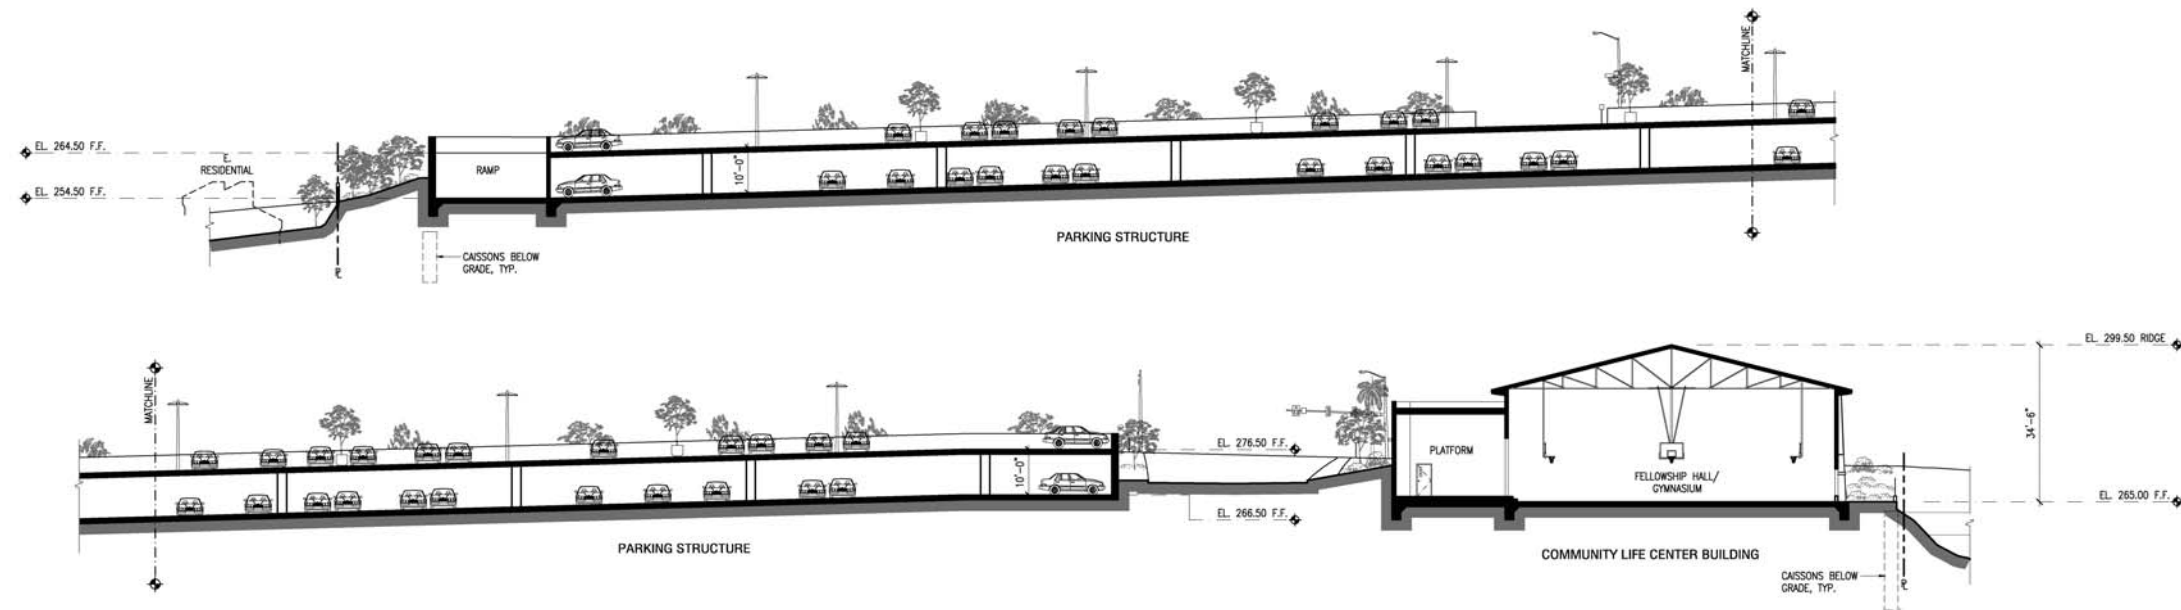 MATCHLINE
EL. 264.50 F.F.
E.
RESIDENTIAL
RAMP
10'-0"
EL. 254.50 F.F.
PARKING STRUCTURE
CAISSONS BELOW
GRADE, TYP.
PL
EL. 299.50 RIDGE
MATCHLINE
34'-6"
EL. 276.50 F.F.
PLATFORM
10'-0"
FELLOWSHIP HALL/
GYMNASIUM
EL. 265.00 F.F.
EL. 266.50 F.F.
PARKING STRUCTURE
COMMUNITY LIFE CENTER BUILDING
CAISSONS BELOW
GRADE, TYP.
PL